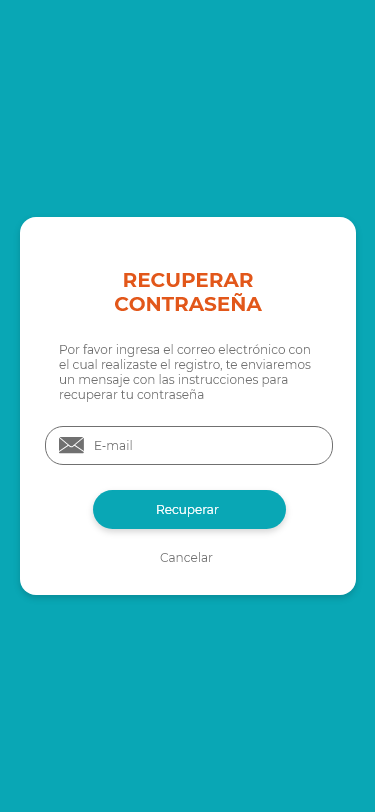 RECUPERAR
CONTRASEÑA
Por favor ingresa el correo electrónico con
el cual realizaste el registro, te enviaremos
un mensaje con las instrucciones para
recuperar tu contraseña
E-mail
Recuperar
Cancelar